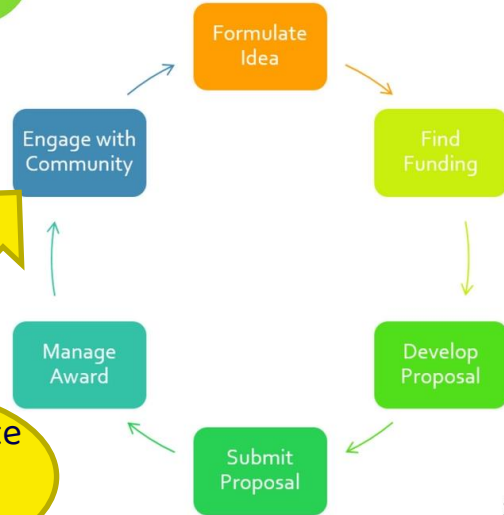 Formulate
Idea
Find
Funding
Develop
Proposal
Submit
Proposal
Manage
Award
Engage with
Community